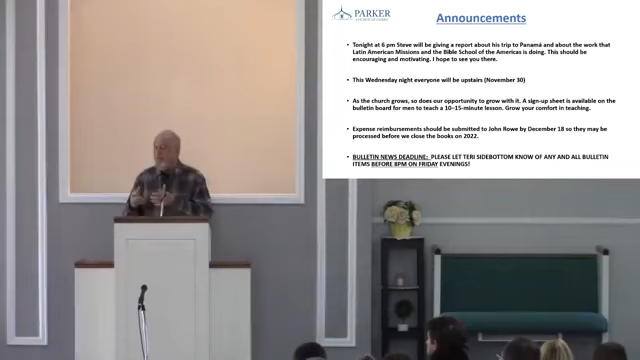 PARKER
CHURCH OF CHRIST
Announcements
• Tonight at 6 pm Steve will be giving a report about his trip to Panamá and about the work that
Latin American Missions and the Bible School of the Americas is doing. This should be
encouraging and motivating. I hope to see you there.
• This Wednesday night everyone will be upstairs (November 30)
• As the church grows, so does our opportunity to grow with it. A sign-up sheet is available on the
bulletin board for men to teach a 10–15-minute lesson. Grow your comfort in teaching.
• Expense reimbursements should be submitted to John Rowe by December 18 so they may be
processed before we close the books on 2022.
• BULLETIN NEWS DEADLINE: PLEASE LET TERI SIDEBOTTOM KNOW OF ANY AND ALL BULLETIN
ITEMS BEFORE 8PM ON FRIDAY EVENINGS!